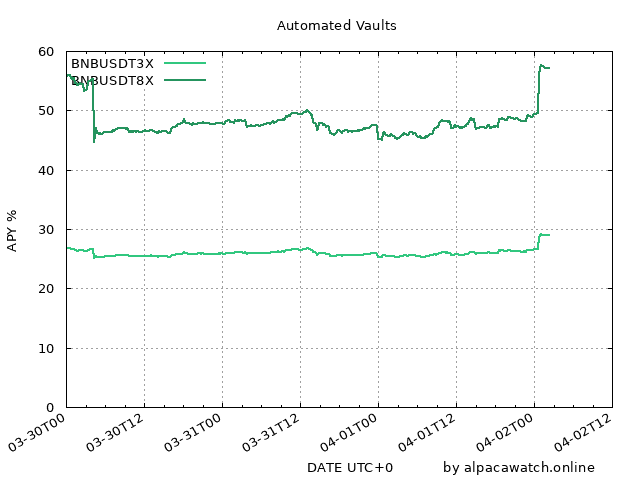 Automated Vaults
BNBUSDT3X
BNBUSDT8X
60
50
40
30
20
10
0
APY %
03-30T00
03-30T12
03-31T00
03-31T12
04-01T00
04-01T12
04-02T00
04-02T12
DATE UTC+0
by alpacawatch.online